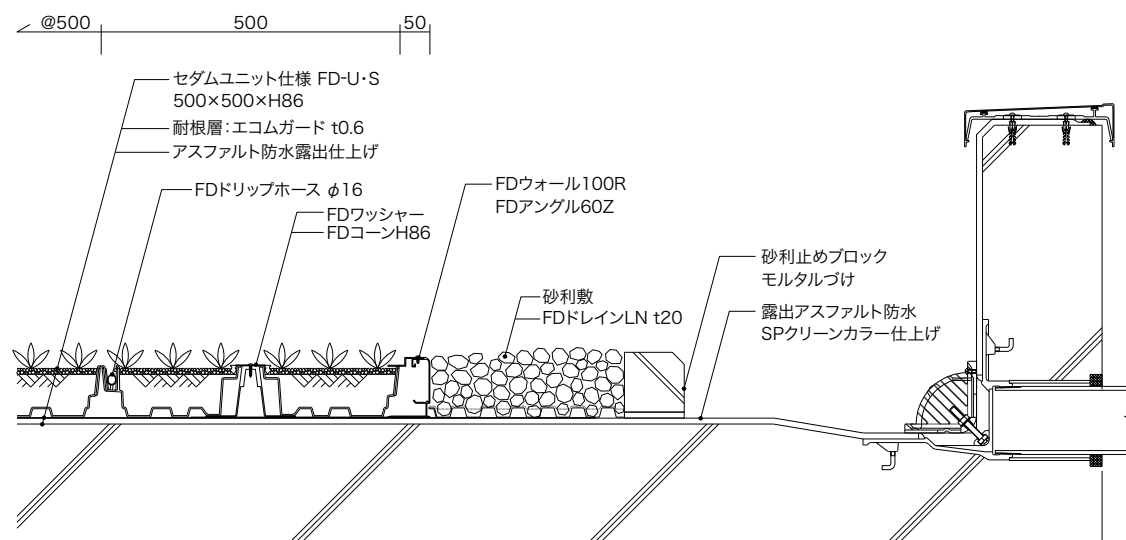 @500 500 50
セダムユニット仕様 FD-U・S
500×500×H86
耐根層：エコムガード t0.6
アスファルト防水露出仕上げ
FDドリップホース φ16
FDワッシャー
FDコーンH86
FDウォール100R
FDアングル60Z
砂利敷
FDドレインLN t20
砂利止めブロック
モルタルづけ
露出アスファルト防水
SPクリーンカラー仕上げ